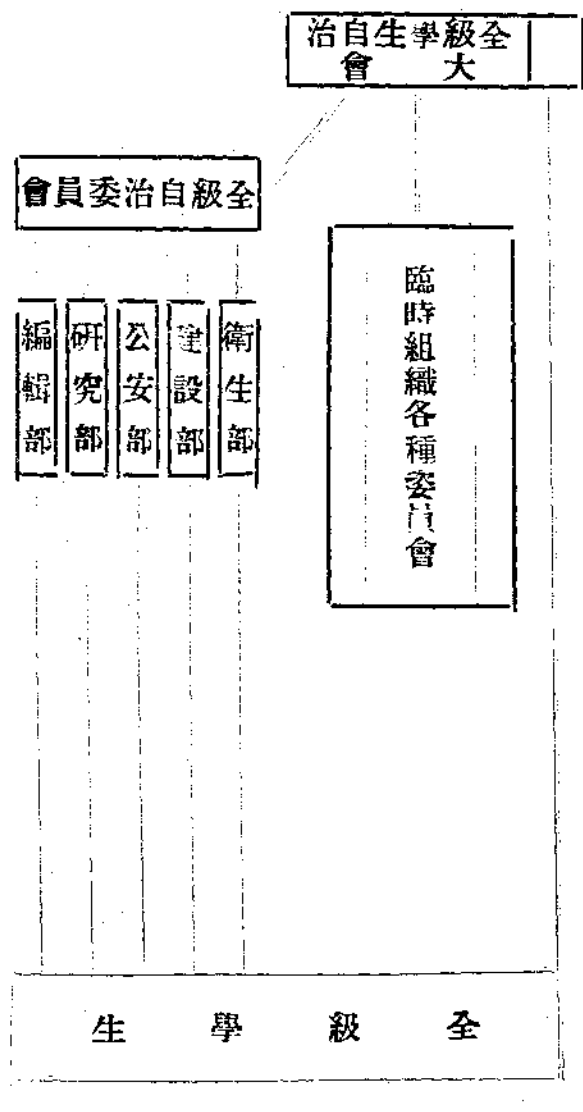 全級學生自治
大會
全級自治委員會
臨時組織各種委員會
衛生部
建設部
公安部
研究部
編輯部
全級學生